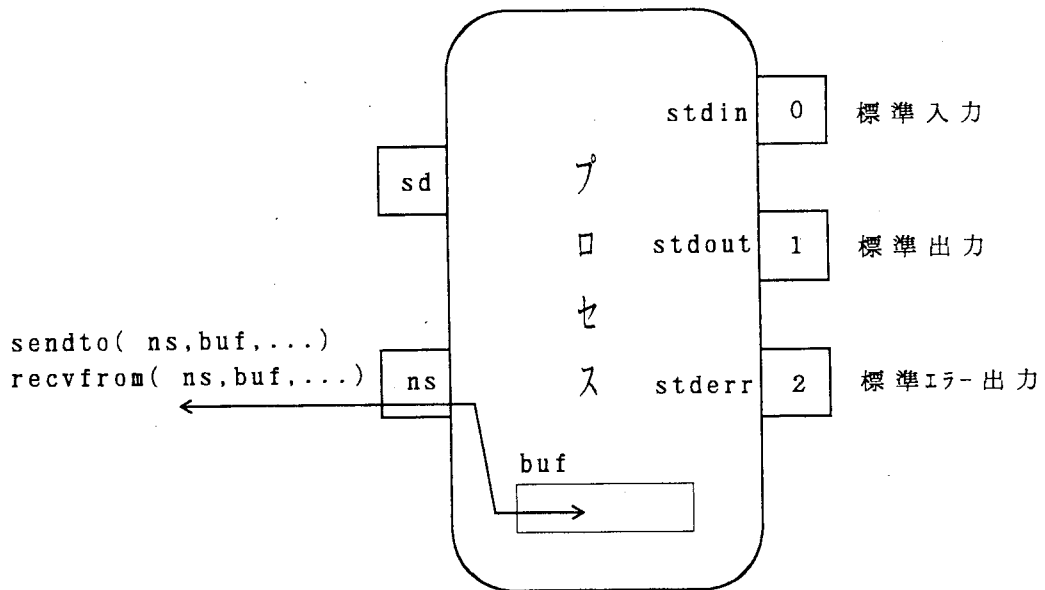 stdin 0 標準入力
sd
プロセス
stdout 1 標準出力
sendto( ns,buf,...)
recvfrom( ns,buf,...)
ns
stderr 2 標準エラー出力
buf